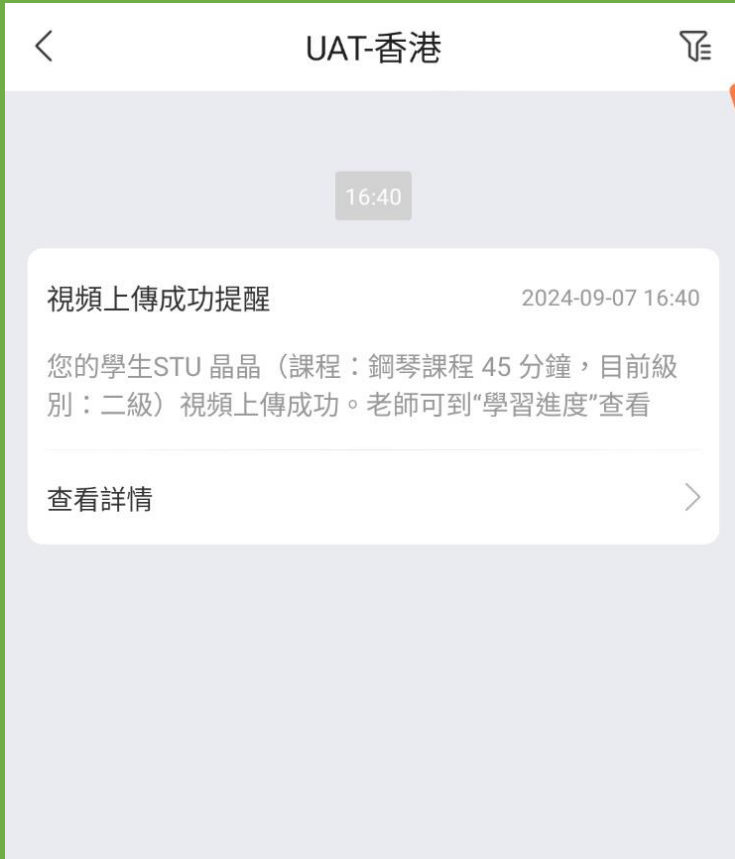 UAT-香港
16:40
視頻上傳成功提醒 2024-09-07 16:40
您的學生STU 晶晶（課程：鋼琴課程 45 分鐘，目前級
別：二級）視頻上傳成功。老師可到“學習進度”查看
查看詳情